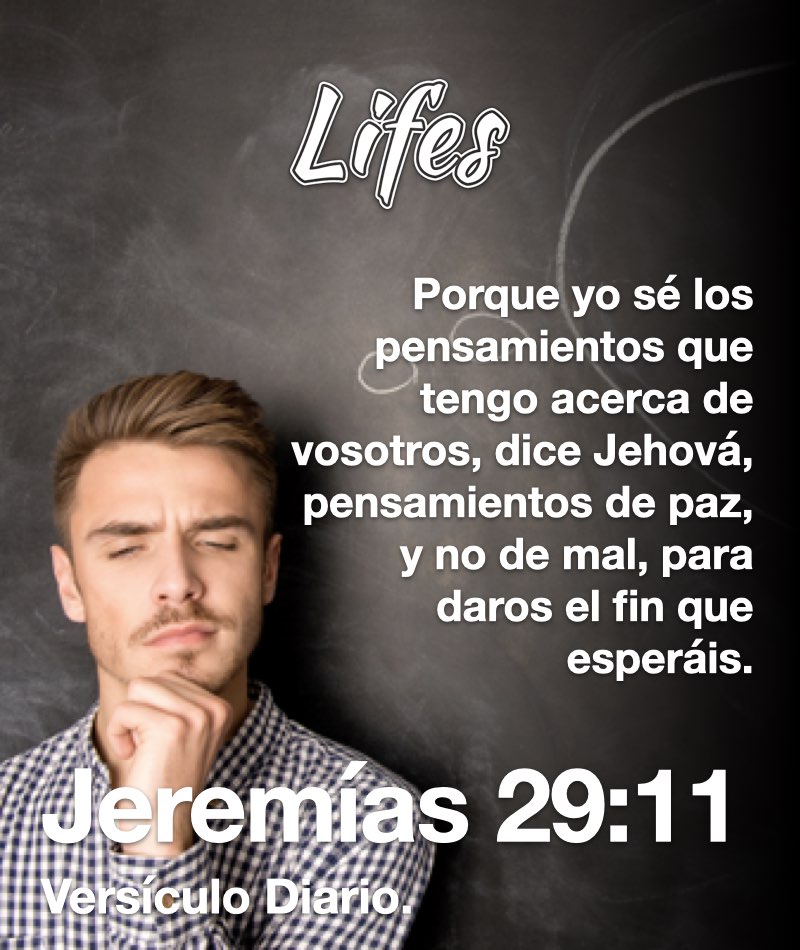 Lifes
Porque yo sé los
pensamientos que
tengo acerca de
vosotros, dice Jehová,
pensamientos de paz,
y no de mal, para
daros el fin que
esperáis.
Jeremías 29:11
Versículo Diario.